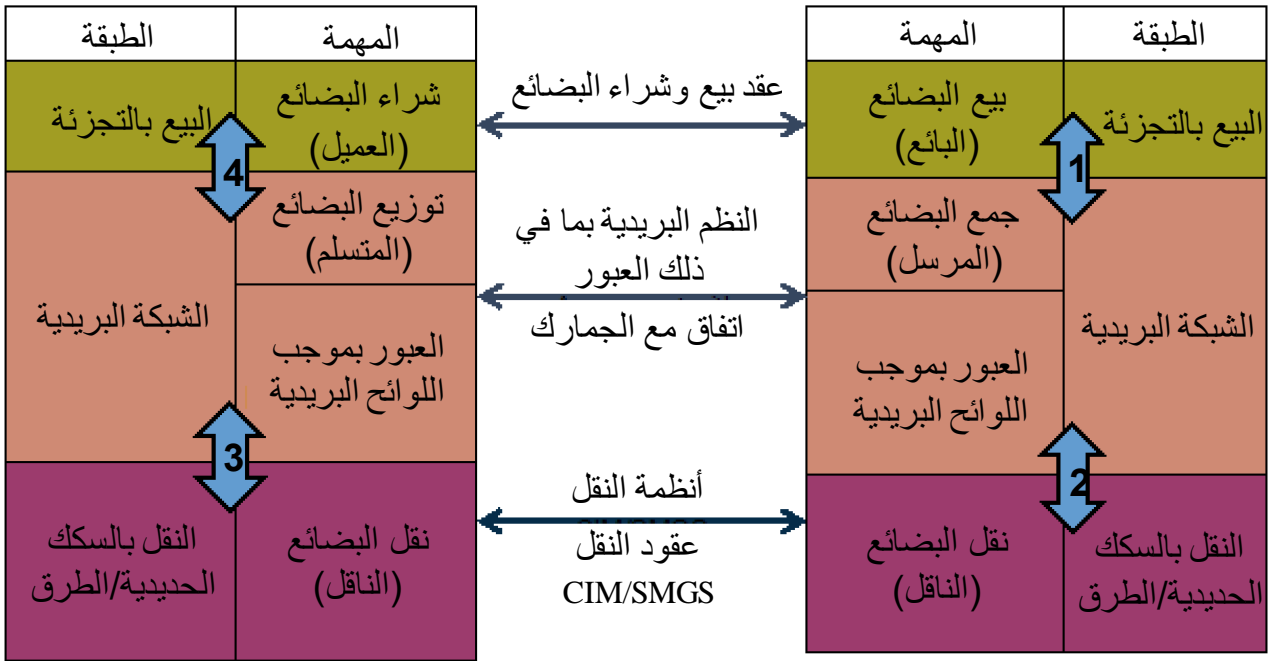 الطبقة
المهمة
البيع بالتجزئة
بيع البضائع
(البائع)
1
جمع البضائع
(المرسل)
الشبكة البريدية
العبور بموجب
اللوائح البريدية
2
النقل بالسكك
الحديدية/الطرق
نقل البضائع
(الناقل)
عقد بيع وشراء البضائع
النظم البريدية بما في
ذلك العبور
اتفاق مع الجمارك
أنظمة النقل
عقود النقل
CIM/SMGS
المهمة
الطبقة
شراء البضائع
(العميل)
البيع بالتجزئة
4
توزيع البضائع
(المتسلم)
الشبكة البريدية
العبور بموجب
اللوائح البريدية
3
نقل البضائع
(الناقل)
النقل بالسكك
الحديدية/الطرق